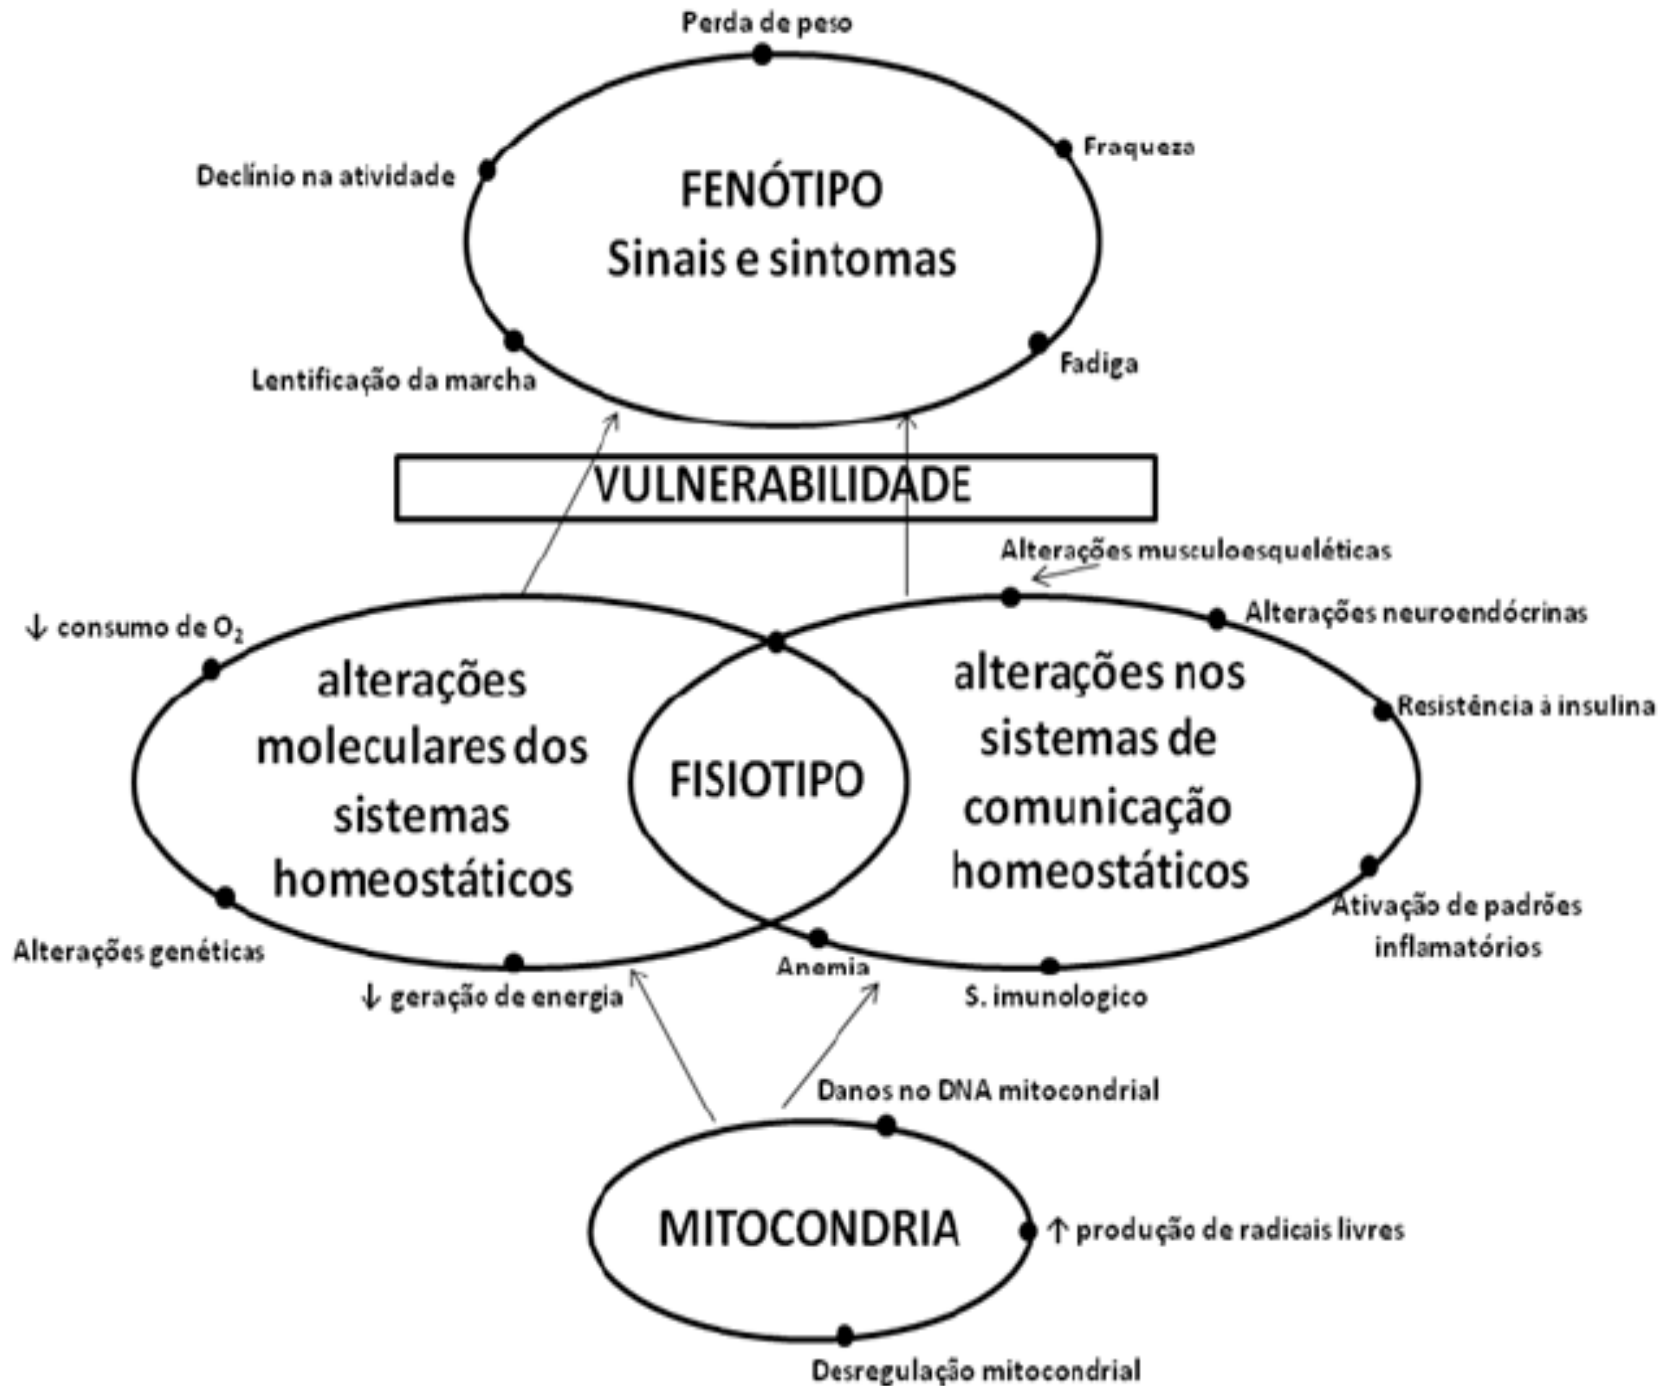 Perda de peso
Fraqueza
Declínio na atividade
FENÓTIPO
Sinais e sintomas
Lentificação da marcha
Fadiga
VULNERABILIDADE
Alterações musculoesqueléticas
Alterações neuroendócrinas
↓ consumo de O₂
alterações
moleculares dos
sistemas
homeostáticos
FISIOTIPO
alterações nos
sistemas de
comunicação
homeostáticos
Resistência à insulina
Ativação de padrões
inflamatórios
Alterações genéticas
↓ geração de energia
Anemia
S. imunologico
Danos no DNA mitocondrial
MITOCONDRIA
↑ produção de radicais livres
Desregulação mitocondrial